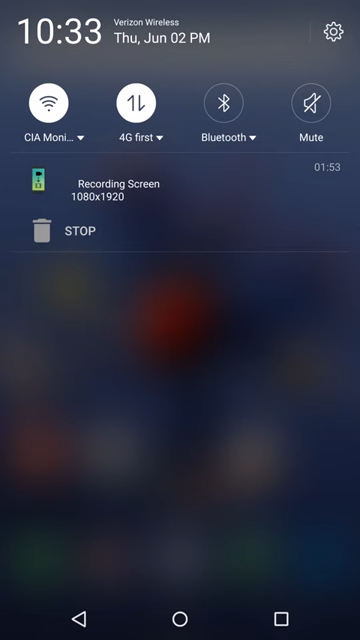 10:33
Verizon Wireless
Thu, Jun 02 PM
CIA Moni...
4G first
Bluetooth
Mute
01:53
Recording Screen
1080x1920
STOP